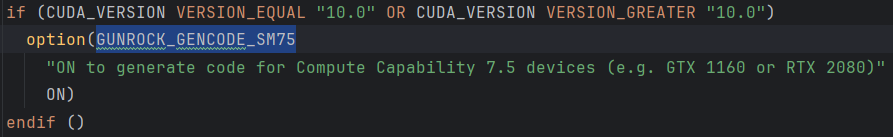 if (CUDA_VERSION VERSION_EQUAL "10.0" OR CUDA_VERSION VERSION_GREATER "10.0")
option(GUNROCK_GENCODE_SM75
"ON to generate code for Compute Capability 7.5 devices (e.g. GTX 1160 or RTX 2080)"
ON)
endif ()